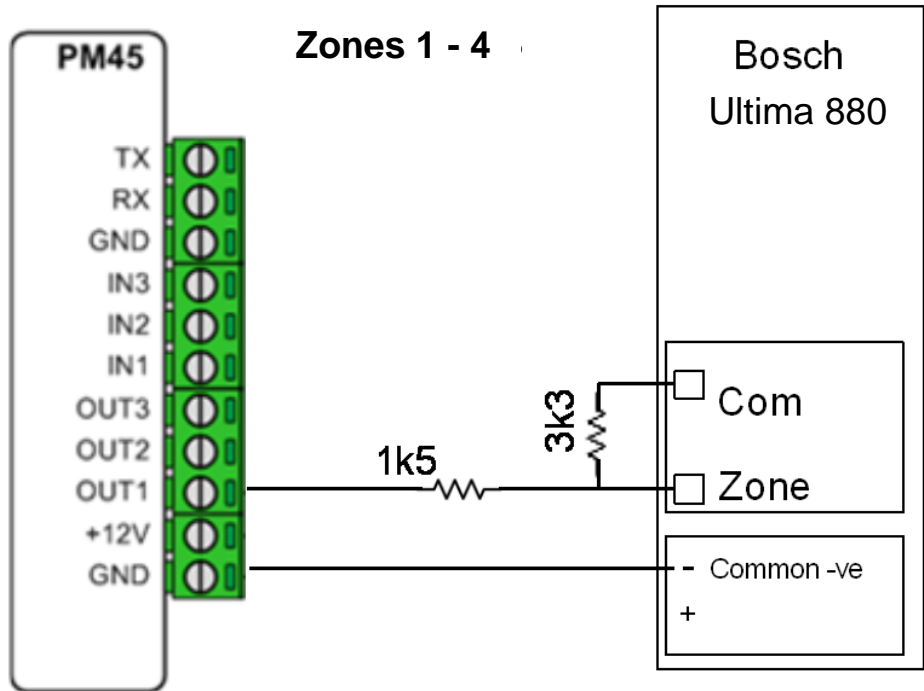 PM45
Zones 1 - 4
Bosch
Ultima 880
TX
RX
GND
IN3
IN2
IN1
OUT3
OUT2
OUT1
+12V
GND
1k5
3k3
Com
Zone
- Common -ve
+